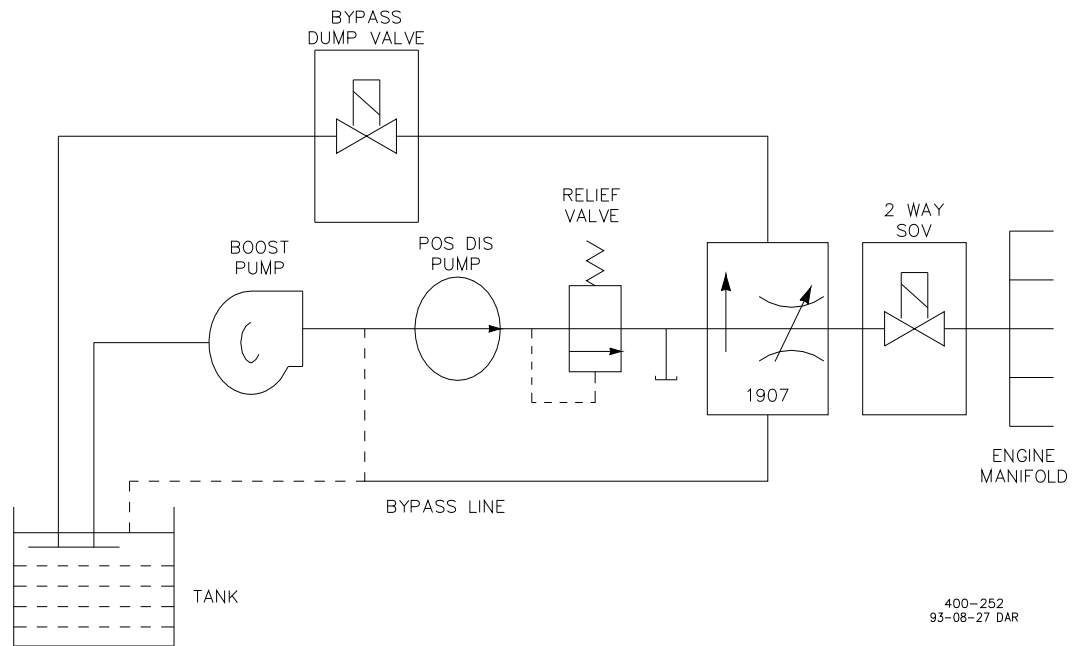 BYPASS
DUMP VALVE
RELIEF
VALVE
2 WAY
SOV
BOOST
PUMP
POS DIS
PUMP
1907
ENGINE
MANIFOLD
BYPASS LINE
TANK
400-252
93-08-27 DAR